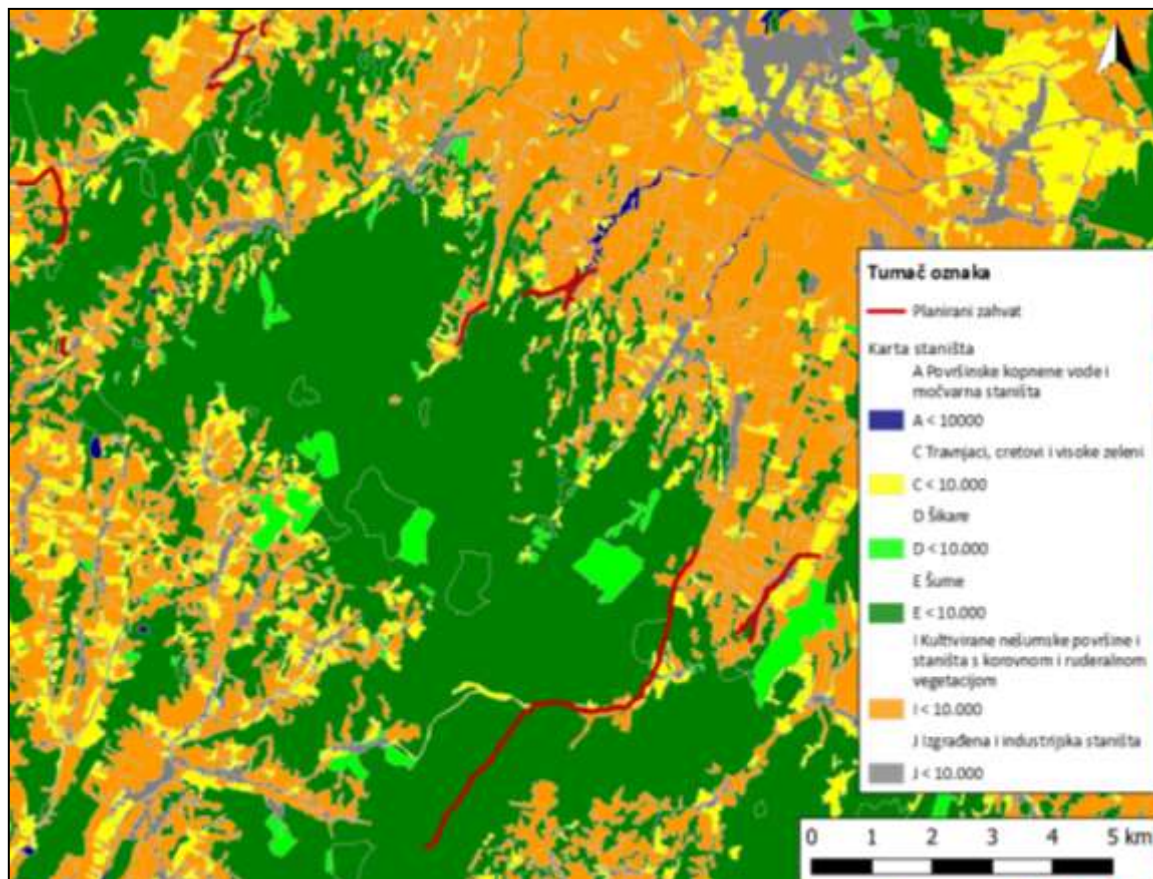 Tumač oznaka
Planirani zahvat
Karta staništa
A Površinske kopnene vode i
močvarna staništa
A < 10000
C Travnjaci, cretovi i visoke zeleni
C < 10.000
D Šikare
D < 10.000
E Šume
E < 10.000
I Kultivirane nešumske površine i
staništa s korovnom i ruderalnom
vegetacijom
I < 10.000
J Izgrađena i industrijska staništa
J < 10.000
0 1 2 3 4 5 km